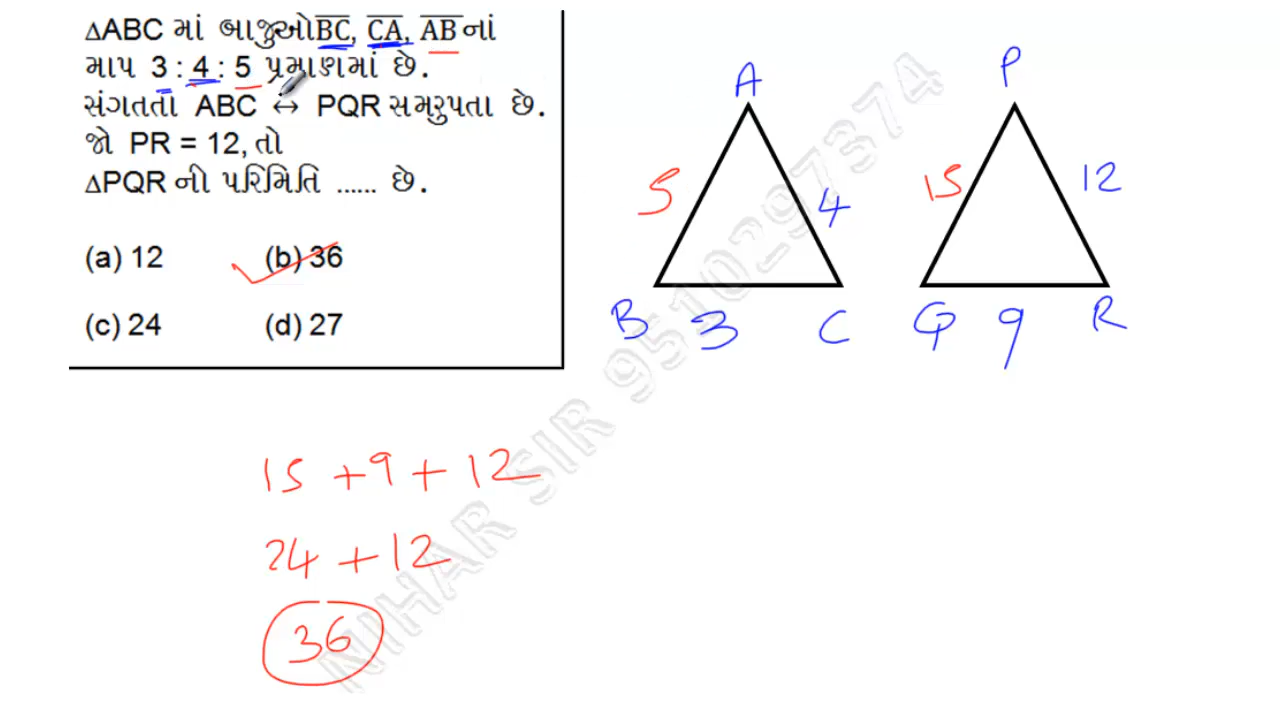 ∆ABC માં બાજુઓ BC, CA, AB નાં
માપ 3 : 4 : 5 પ્રમાણમાં છે.
સંગતતા ABC ↔ PQR સમરુપતા છે.
જો PR = 12, તો
∆PQR ની પરિમિતિ ...... છે.
(a) 12 (b) 36
(c) 24 (d) 27
A P
5 4 15 12
B 3 C Q 9 R
15 + 9 + 12
24 + 12
36
NIHAR SIR 9510297374